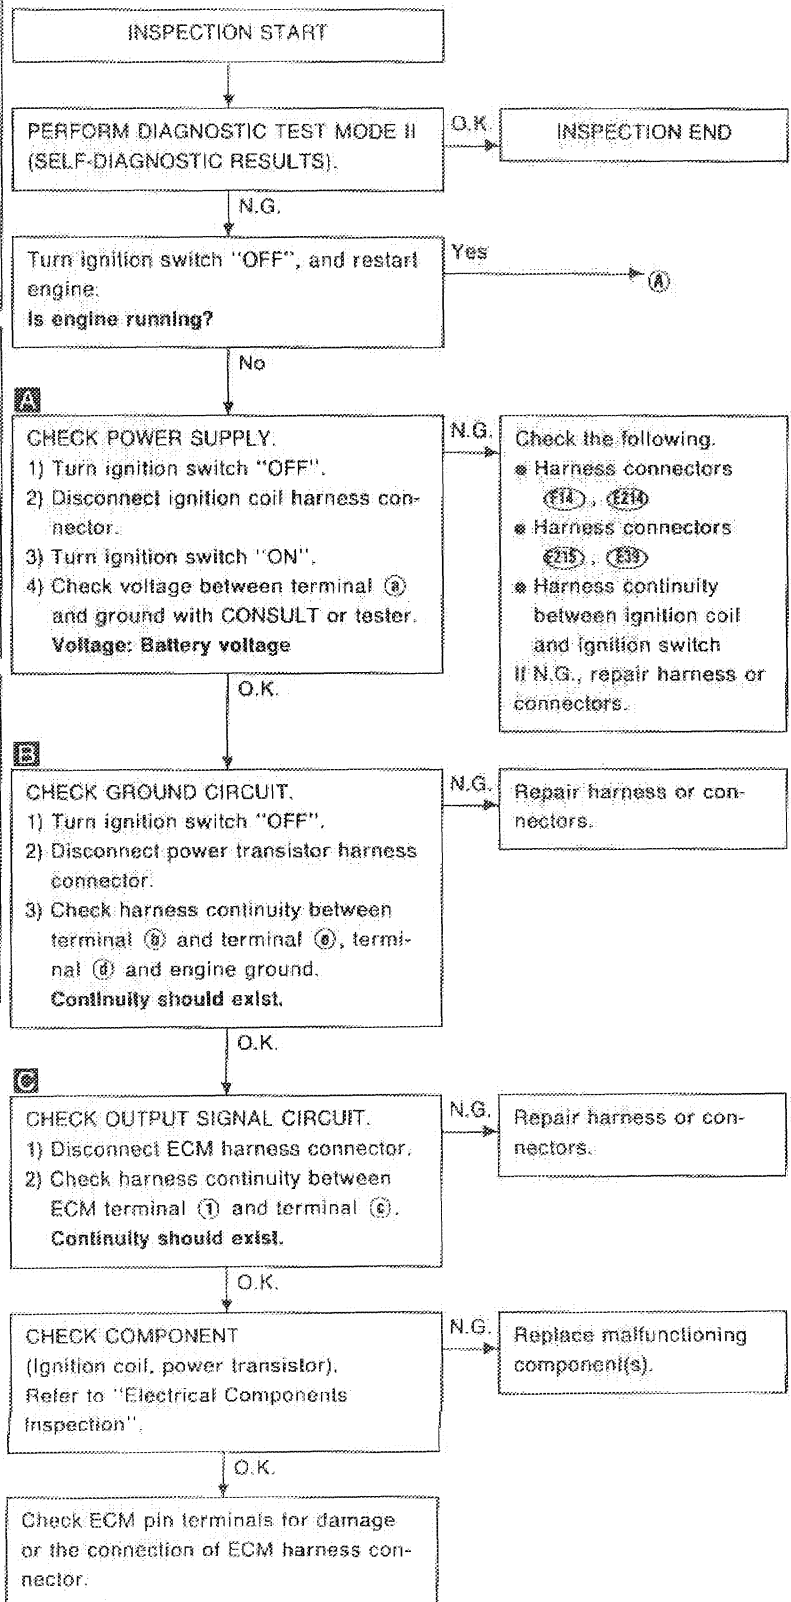 INSPECTION START
PERFORM DIAGNOSTIC TEST MODE II
(SELF-DIAGNOSTIC RESULTS).
O.K.
INSPECTION END
N.G.
Turn ignition switch "OFF", and restart
engine.
Is engine running?
Yes
Ⓐ
No
A
CHECK POWER SUPPLY.
1) Turn ignition switch "OFF".
2) Disconnect ignition coil harness con-
nector.
3) Turn ignition switch "ON".
4) Check voltage between terminal ⓐ
and ground with CONSULT or tester.
Voltage: Battery voltage
N.G.
Check the following.
● Harness connectors
F14 , E214
● Harness connectors
E215 , E39
● Harness continuity
between ignition coil
and ignition switch
If N.G., repair harness or
connectors.
O.K.
B
CHECK GROUND CIRCUIT.
1) Turn ignition switch "OFF".
2) Disconnect power transistor harness
connector.
3) Check harness continuity between
terminal ⓑ and terminal ⓔ, termi-
nal ⓓ and engine ground.
Continuity should exist.
N.G.
Repair harness or con-
nectors.
O.K.
C
CHECK OUTPUT SIGNAL CIRCUIT.
1) Disconnect ECM harness connector.
2) Check harness continuity between
ECM terminal ① and terminal ⓒ.
Continuity should exist.
N.G.
Repair harness or con-
nectors.
O.K.
CHECK COMPONENT
(Ignition coil, power transistor).
Refer to "Electrical Components
Inspection".
N.G.
Replace malfunctioning
component(s).
O.K.
Check ECM pin terminals for damage
or the connection of ECM harness con-
nector.